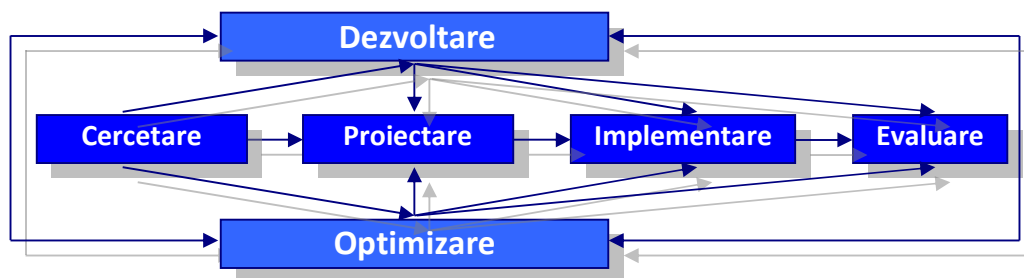 Dezvoltare
Cercetare
Proiectare
Implementare
Evaluare
Optimizare